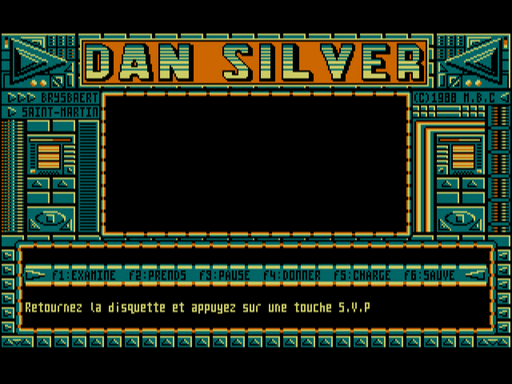 DAN SILVER
BRYSBAERT
(C)1988 M.B.C
SAINT-MARTIN
F1:EXAMINE F2:PRENDS F3:PAUSE F4:DONNER F5:CHARGE F6:SAUVE
Retournez la disquette et appuyez sur une touche S.V.P